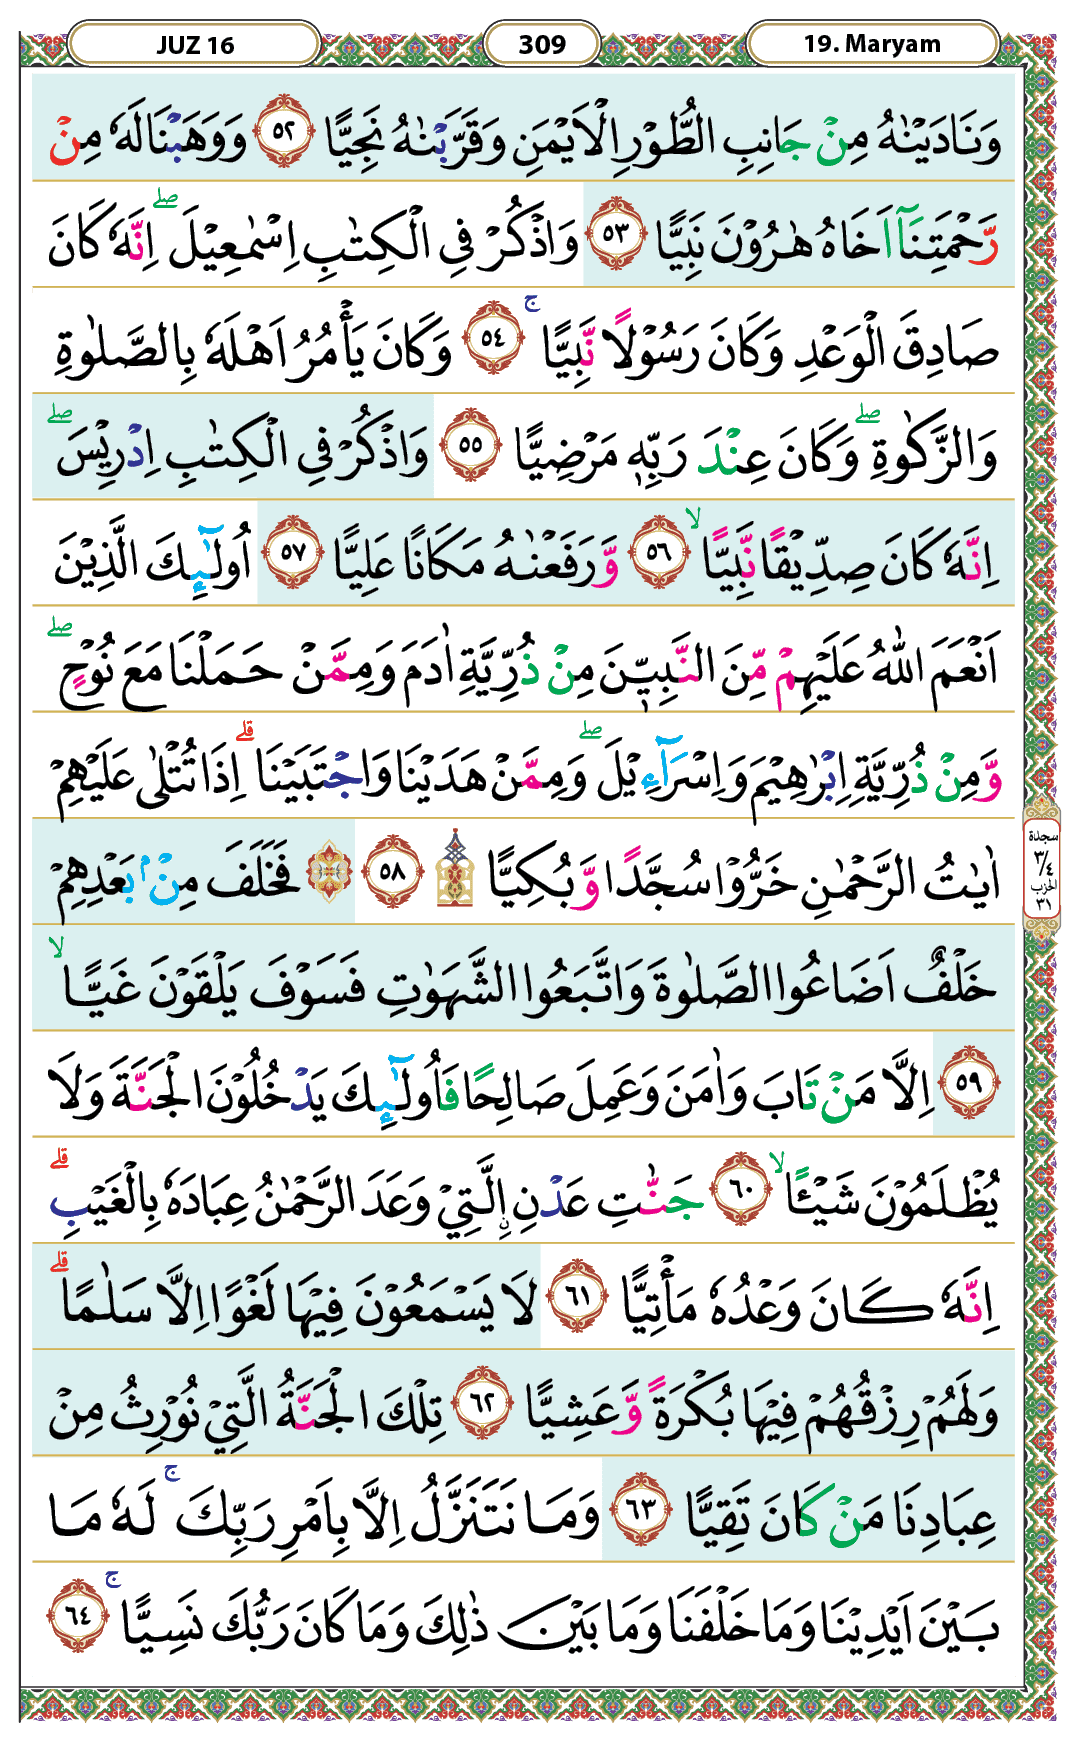 JUZ 16
309
19. Maryam
وَنَادَيْنٰهُ مِنْ جَانِبِ الطُّوْرِ الْاَيْمَنِ وَقَرَّبْنٰهُ نَجِيًّا ٥٢ وَوَهَبْنَا لَهٗ مِنْ
رَّحْمَتِنَآ اَخَاهُ هٰرُوْنَ نَبِيًّا ٥٣ وَاذْكُرْ فِى الْكِتٰبِ اِسْمٰعِيْلَ ۖ اِنَّهٗ كَانَ
صَادِقَ الْوَعْدِ وَكَانَ رَسُوْلًا نَّبِيًّا ۚ ٥٤ وَكَانَ يَأْمُرُ اَهْلَهٗ بِالصَّلٰوةِ
وَالزَّكٰوةِ ۖ وَكَانَ عِنْدَ رَبِّهٖ مَرْضِيًّا ٥٥ وَاذْكُرْ فِى الْكِتٰبِ اِدْرِيْسَ ۖ
اِنَّهٗ كَانَ صِدِّيْقًا نَّبِيًّا ۙ ٥٦ وَّرَفَعْنٰهُ مَكَانًا عَلِيًّا ٥٧ اُولٰۤىِٕكَ الَّذِيْنَ
اَنْعَمَ اللّٰهُ عَلَيْهِمْ مِّنَ النَّبِيّٖنَ مِنْ ذُرِّيَّةِ اٰدَمَ وَمِمَّنْ حَمَلْنَا مَعَ نُوْحٍ ۖ
وَّمِنْ ذُرِّيَّةِ اِبْرٰهِيْمَ وَاِسْرَاۤءِيْلَ ۖ وَمِمَّنْ هَدَيْنَا وَاجْتَبَيْنَا ۗ اِذَا تُتْلٰى عَلَيْهِمْ
اٰيٰتُ الرَّحْمٰنِ خَرُّوْا سُجَّدًا وَّبُكِيًّا ۩ ٥٨ ۞ فَخَلَفَ مِنْۢ بَعْدِهِمْ
سجدة
٣/٤
الحزب
٣١
خَلْفٌ اَضَاعُوا الصَّلٰوةَ وَاتَّبَعُوا الشَّهَوٰتِ فَسَوْفَ يَلْقَوْنَ غَيًّا ۙ
٥٩ اِلَّا مَنْ تَابَ وَاٰمَنَ وَعَمِلَ صَالِحًا فَاُولٰۤىِٕكَ يَدْخُلُوْنَ الْجَنَّةَ وَلَا
يُظْلَمُوْنَ شَيْـًٔا ۙ ٦٠ جَنّٰتِ عَدْنِ ِۨالَّتِيْ وَعَدَ الرَّحْمٰنُ عِبَادَهٗ بِالْغَيْبِ ۗ
اِنَّهٗ كَانَ وَعْدُهٗ مَأْتِيًّا ٦١ لَا يَسْمَعُوْنَ فِيْهَا لَغْوًا اِلَّا سَلٰمًا ۗ
وَلَهُمْ رِزْقُهُمْ فِيْهَا بُكْرَةً وَّعَشِيًّا ٦٢ تِلْكَ الْجَنَّةُ الَّتِيْ نُوْرِثُ مِنْ
عِبَادِنَا مَنْ كَانَ تَقِيًّا ٦٣ وَمَا نَتَنَزَّلُ اِلَّا بِاَمْرِ رَبِّكَ ۚ لَهٗ مَا
بَيْنَ اَيْدِيْنَا وَمَا خَلْفَنَا وَمَا بَيْنَ ذٰلِكَ وَمَا كَانَ رَبُّكَ نَسِيًّا ۚ ٦٤